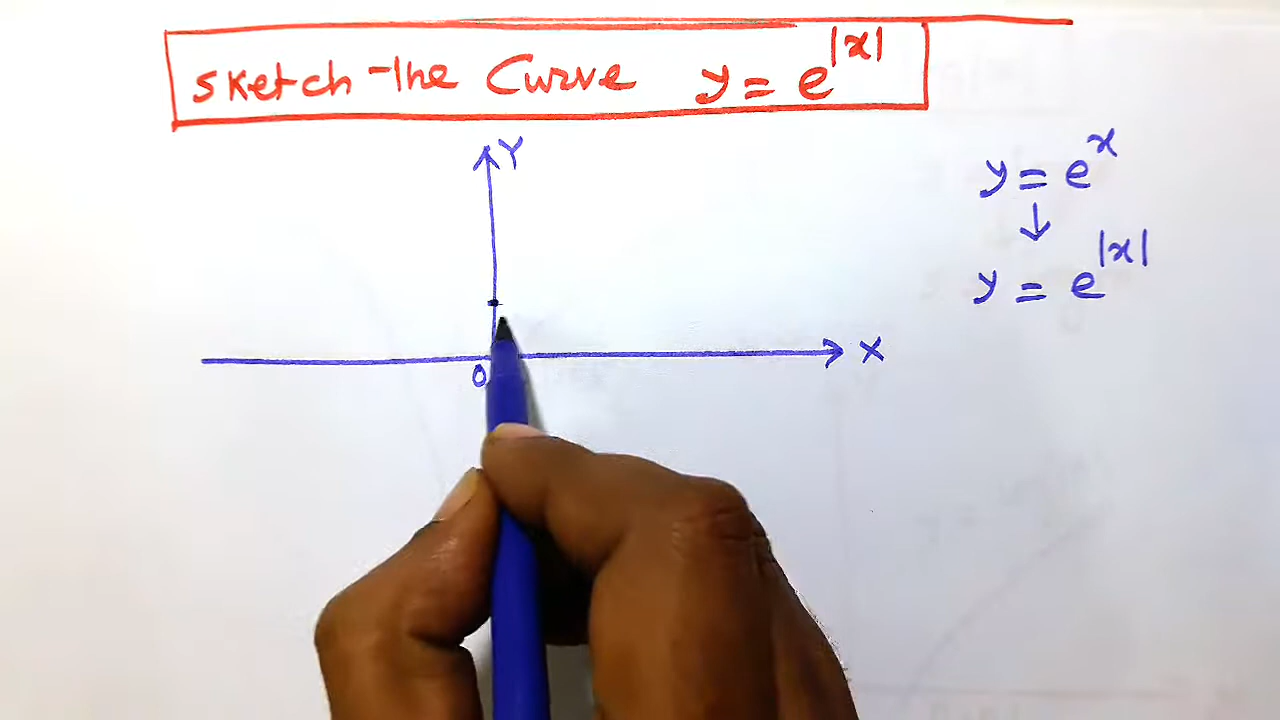 Sketch the Curve y = e^|x|
Y
y = e^x
↓
y = e^|x|
X
0